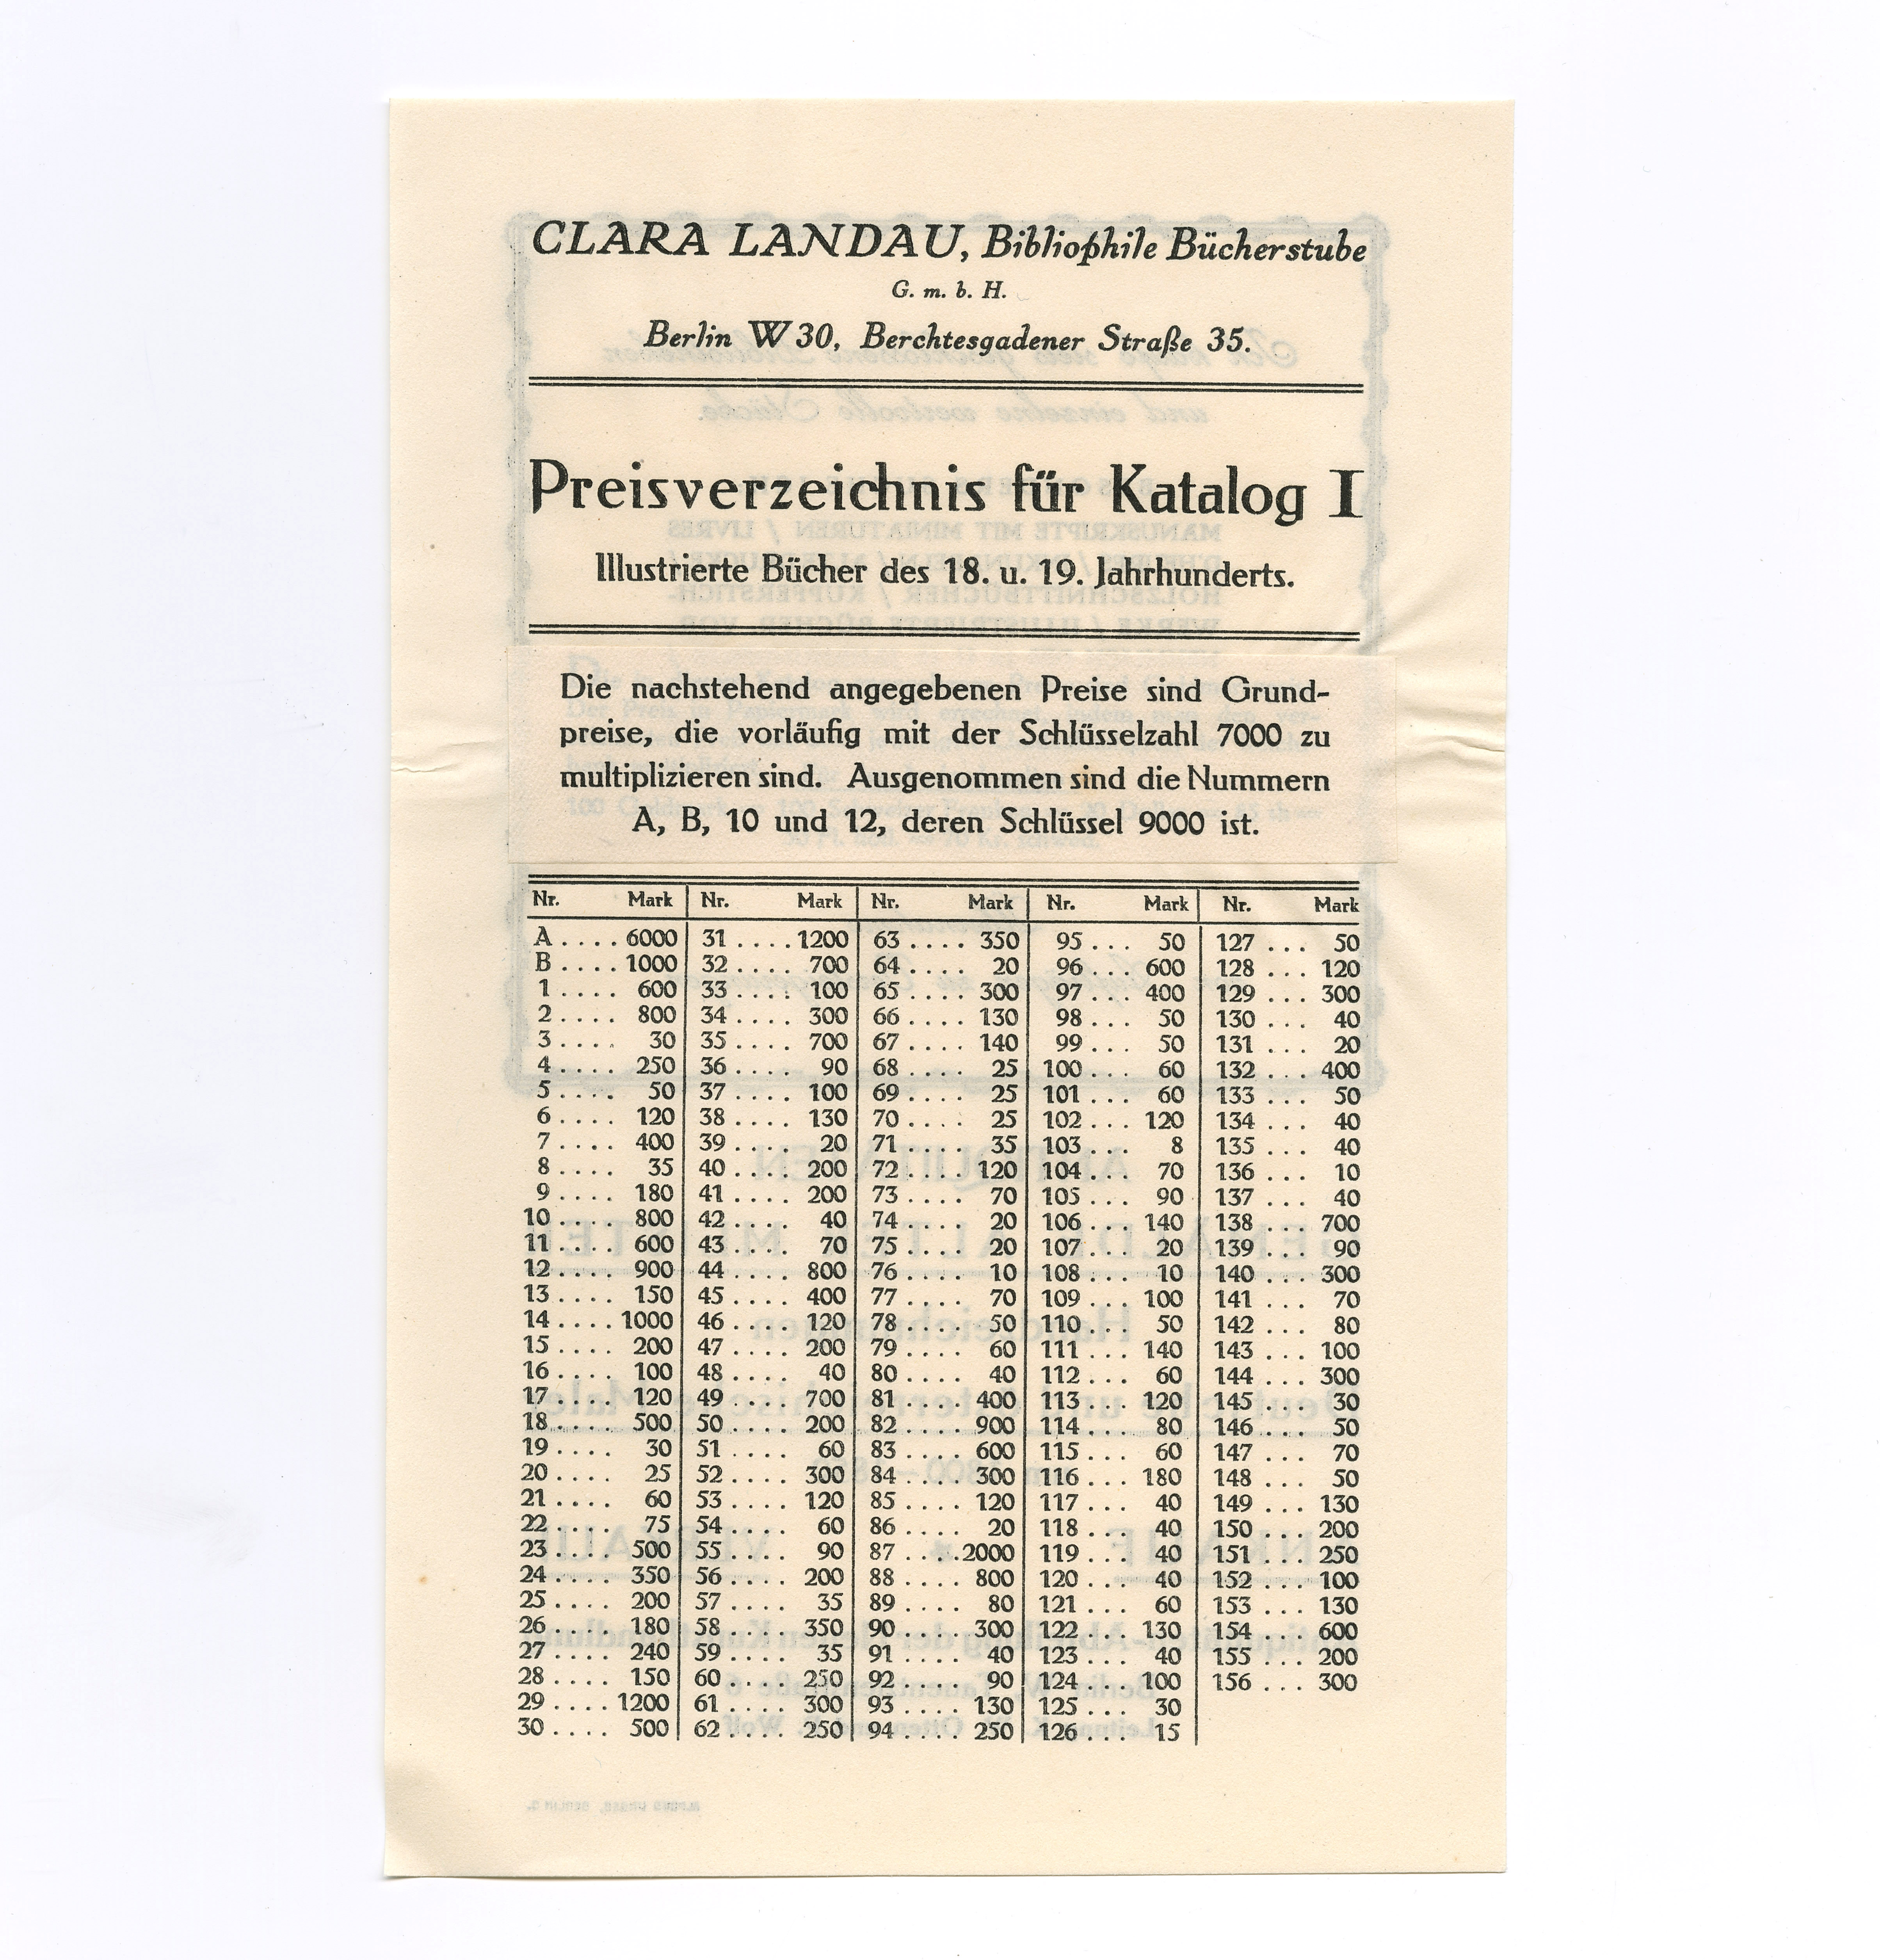 CLARA LANDAU, Bibliophile Bücherstube
G. m. b. H.
Berlin W 30, Berchtesgadener Straße 35.
Preisverzeichnis für Katalog I
Illustrierte Bücher des 18. u. 19. Jahrhunderts.
Die nachstehend angegebenen Preise sind Grund-
preise, die vorläufig mit der Schlüsselzahl 7000 zu
multiplizieren sind. Ausgenommen sind die Nummern
A, B, 10 und 12, deren Schlüssel 9000 ist.
Nr. Mark Nr. Mark Nr. Mark Nr. Mark Nr. Mark
A .... 6000 31 .... 1200 63 .... 350 95 ... 50 127 ... 50
B .... 1000 32 .... 700 64 .... 20 96 ... 600 128 ... 120
1 .... 600 33 .... 100 65 .... 300 97 ... 400 129 ... 300
2 .... 800 34 .... 300 66 .... 130 98 ... 50 130 ... 40
3 .... 30 35 .... 700 67 .... 140 99 ... 50 131 ... 20
4 .... 250 36 .... 90 68 .... 25 100 ... 60 132 ... 400
5 .... 50 37 .... 100 69 .... 25 101 ... 60 133 ... 50
6 .... 120 38 .... 130 70 .... 25 102 ... 120 134 ... 40
7 .... 400 39 .... 20 71 .... 35 103 ... 8 135 ... 40
8 .... 35 40 .... 200 72 .... 120 104 ... 70 136 ... 10
9 .... 180 41 .... 200 73 .... 70 105 ... 90 137 ... 40
10 .... 800 42 .... 40 74 .... 20 106 ... 140 138 ... 700
11 .... 600 43 .... 70 75 .... 20 107 ... 20 139 ... 90
12 .... 900 44 .... 800 76 .... 10 108 ... 10 140 ... 300
13 .... 150 45 .... 400 77 .... 70 109 ... 100 141 ... 70
14 .... 1000 46 .... 120 78 .... 50 110 ... 50 142 ... 80
15 .... 200 47 .... 200 79 .... 60 111 ... 140 143 ... 100
16 .... 100 48 .... 40 80 .... 40 112 ... 60 144 ... 300
17 .... 120 49 .... 700 81 .... 400 113 ... 120 145 ... 30
18 .... 500 50 .... 200 82 .... 900 114 ... 80 146 ... 50
19 .... 30 51 .... 60 83 .... 600 115 ... 60 147 ... 70
20 .... 25 52 .... 300 84 .... 300 116 ... 180 148 ... 50
21 .... 60 53 .... 120 85 .... 120 117 ... 40 149 ... 130
22 .... 75 54 .... 60 86 .... 20 118 ... 40 150 ... 200
23 .... 500 55 .... 90 87 .... 2000 119 ... 40 151 ... 250
24 .... 350 56 .... 200 88 .... 800 120 ... 40 152 ... 100
25 .... 200 57 .... 35 89 .... 80 121 ... 60 153 ... 130
26 .... 180 58 .... 350 90 .... 300 122 ... 130 154 ... 600
27 .... 240 59 .... 35 91 .... 40 123 ... 40 155 ... 200
28 .... 150 60 .... 250 92 .... 90 124 ... 100 156 ... 300
29 .... 1200 61 .... 300 93 .... 130 125 ... 30
30 .... 500 62 .... 250 94 .... 250 126 ... 15